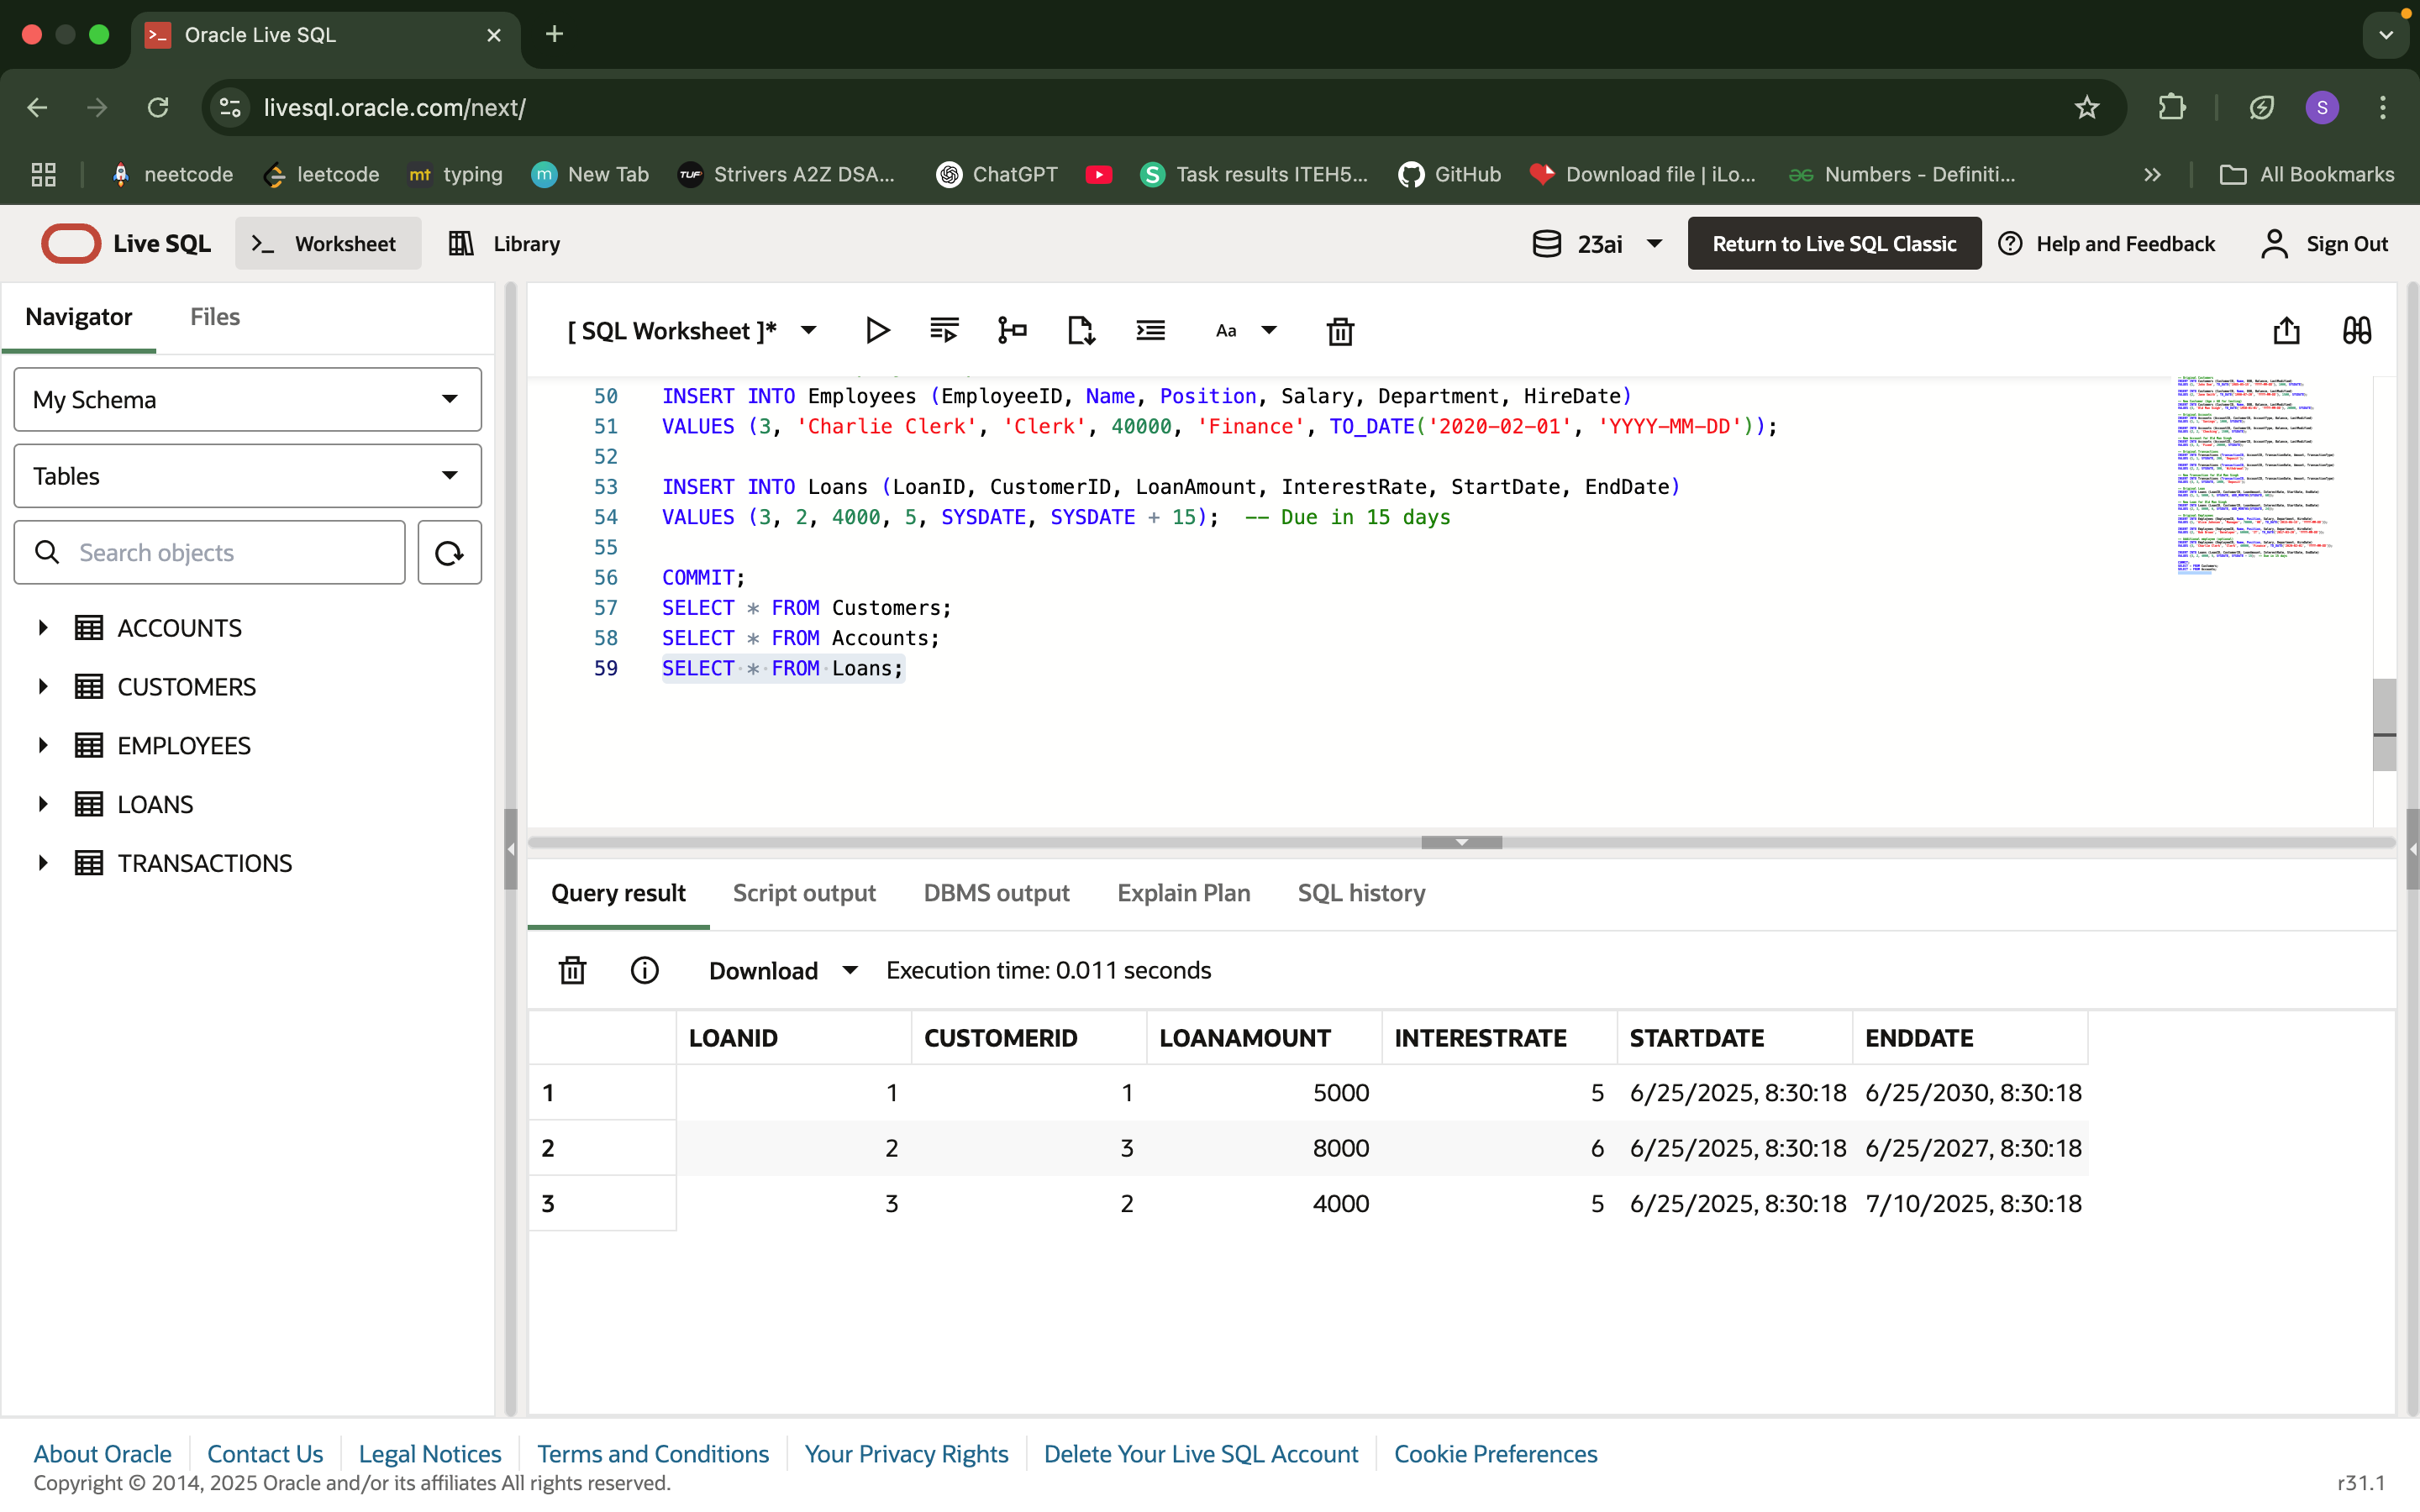 Oracle Live SQL
livesql.oracle.com/next/
S
neetcode
leetcode
mt typing
m New Tab
TUF Strivers A2Z DSA...
ChatGPT
S Task results ITEH5...
GitHub
Download file | iLo...
Numbers - Definiti...
All Bookmarks
Live SQL
>_ Worksheet
Library
23ai
Return to Live SQL Classic
Help and Feedback
Sign Out
Navigator
Files
My Schema
Tables
Search objects
ACCOUNTS
CUSTOMERS
EMPLOYEES
LOANS
TRANSACTIONS
[ SQL Worksheet ]*
Aa
50 INSERT INTO Employees (EmployeeID, Name, Position, Salary, Department, HireDate)
51 VALUES (3, 'Charlie Clerk', 'Clerk', 40000, 'Finance', TO_DATE('2020-02-01', 'YYYY-MM-DD'));
52
53 INSERT INTO Loans (LoanID, CustomerID, LoanAmount, InterestRate, StartDate, EndDate)
54 VALUES (3, 2, 4000, 5, SYSDATE, SYSDATE + 15);  -- Due in 15 days
55
56 COMMIT;
57 SELECT * FROM Customers;
58 SELECT * FROM Accounts;
59 SELECT * FROM Loans;
Query result
Script output
DBMS output
Explain Plan
SQL history
Download
Execution time: 0.011 seconds
LOANID CUSTOMERID LOANAMOUNT INTERESTRATE STARTDATE ENDDATE
1 1 1 5000 5 6/25/2025, 8:30:18 6/25/2030, 8:30:18
2 2 3 8000 6 6/25/2025, 8:30:18 6/25/2027, 8:30:18
3 3 2 4000 5 6/25/2025, 8:30:18 7/10/2025, 8:30:18
About Oracle
Contact Us
Legal Notices
Terms and Conditions
Your Privacy Rights
Delete Your Live SQL Account
Cookie Preferences
Copyright © 2014, 2025 Oracle and/or its affiliates All rights reserved.
r31.1